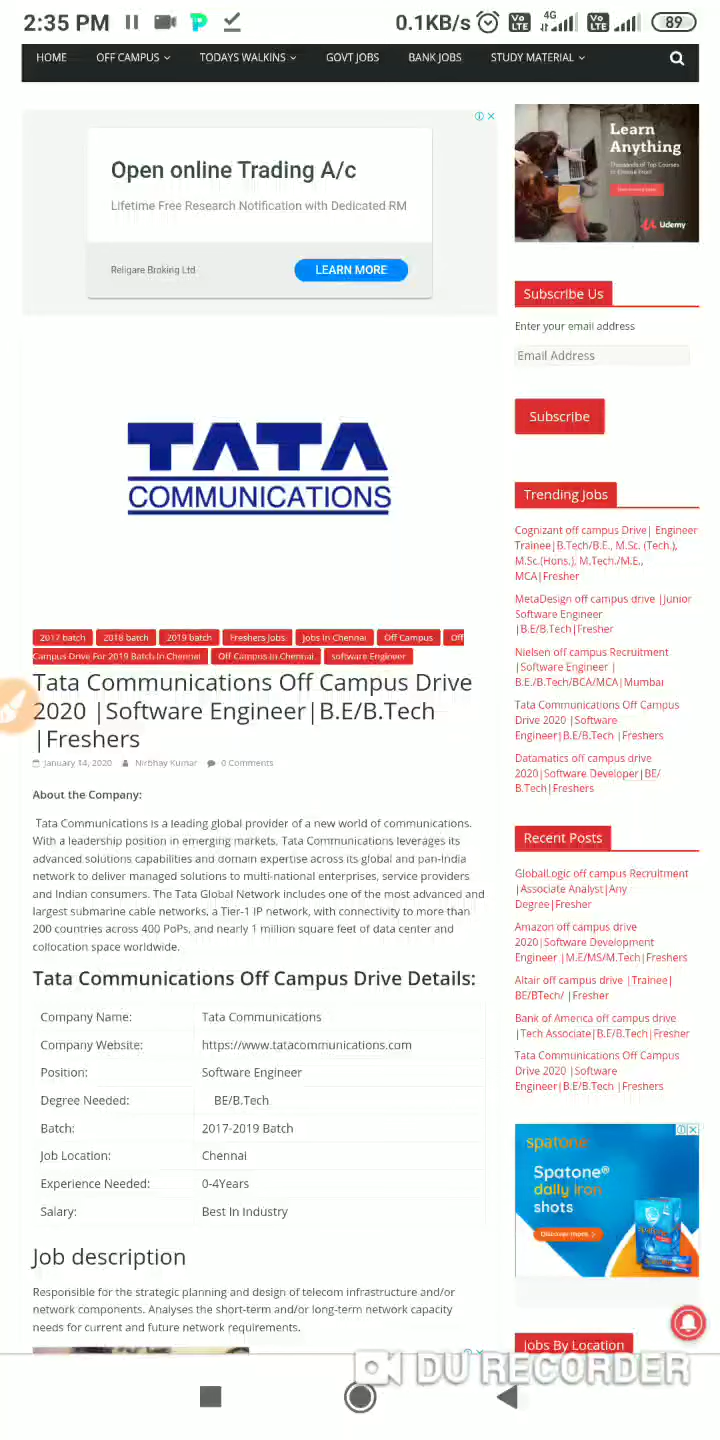 2:35 PM
0.1KB/s
Vo LTE
4G
Vo LTE
89
HOME
OFF CAMPUS
TODAYS WALKINS
GOVT JOBS
BANK JOBS
STUDY MATERIAL
Open online Trading A/c
Lifetime Free Research Notification with Dedicated RM
Religare Broking Ltd
LEARN MORE
TATA
COMMUNICATIONS
2017 batch 2018 batch 2019 batch Freshers Jobs Jobs In Chennai Off Campus Off
Campus Drive For 2019 Batch In Chennai Off Campus In Chennai software Engineer
Tata Communications Off Campus Drive
2020 |Software Engineer|B.E/B.Tech
|Freshers
January 14, 2020 Nirbhay Kumar 0 Comments
About the Company:
Tata Communications is a leading global provider of a new world of communications.
With a leadership position in emerging markets, Tata Communications leverages its
advanced solutions capabilities and domain expertise across its global and pan-India
network to deliver managed solutions to multi-national enterprises, service providers
and Indian consumers. The Tata Global Network includes one of the most advanced and
largest submarine cable networks, a Tier-1 IP network, with connectivity to more than
200 countries across 400 PoPs, and nearly 1 million square feet of data center and
collocation space worldwide.
Tata Communications Off Campus Drive Details:
Company Name: Tata Communications
Company Website: https://www.tatacommunications.com
Position: Software Engineer
Degree Needed: BE/B.Tech
Batch: 2017-2019 Batch
Job Location: Chennai
Experience Needed: 0-4Years
Salary: Best In Industry
Job description
Responsible for the strategic planning and design of telecom infrastructure and/or
network components. Analyses the short-term and/or long-term network capacity
needs for current and future network requirements.
Learn
Anything
Thousands of Top Courses
to Choose From!
Udemy
Subscribe Us
Enter your email address
Email Address
Subscribe
Trending Jobs
Cognizant off campus Drive| Engineer
Trainee|B.Tech/B.E., M.Sc. (Tech.),
M.Sc.(Hons.), M.Tech./M.E.,
MCA|Fresher
MetaDesign off campus drive |Junior
Software Engineer
|B.E/B.Tech|Fresher
Nielsen off campus Recruitment
|Software Engineer |
B.E./B.Tech/BCA/MCA|Mumbai
Tata Communications Off Campus
Drive 2020 |Software
Engineer|B.E/B.Tech |Freshers
Datamatics off campus drive
2020|Software Developer|BE/
B.Tech|Freshers
Recent Posts
GlobalLogic off campus Recruitment
|Associate Analyst|Any
Degree|Fresher
Amazon off campus drive
2020|Software Development
Engineer |M.E/MS/M.Tech|Freshers
Altair off campus drive |Trainee|
BE/BTech/ |Fresher
Bank of America off campus drive
|Tech Associate|B.E/B.Tech|Fresher
Tata Communications Off Campus
Drive 2020 |Software
Engineer|B.E/B.Tech |Freshers
spatone
Spatone®
daily iron
shots
Discover more >
Jobs By Location
DU RECORDER